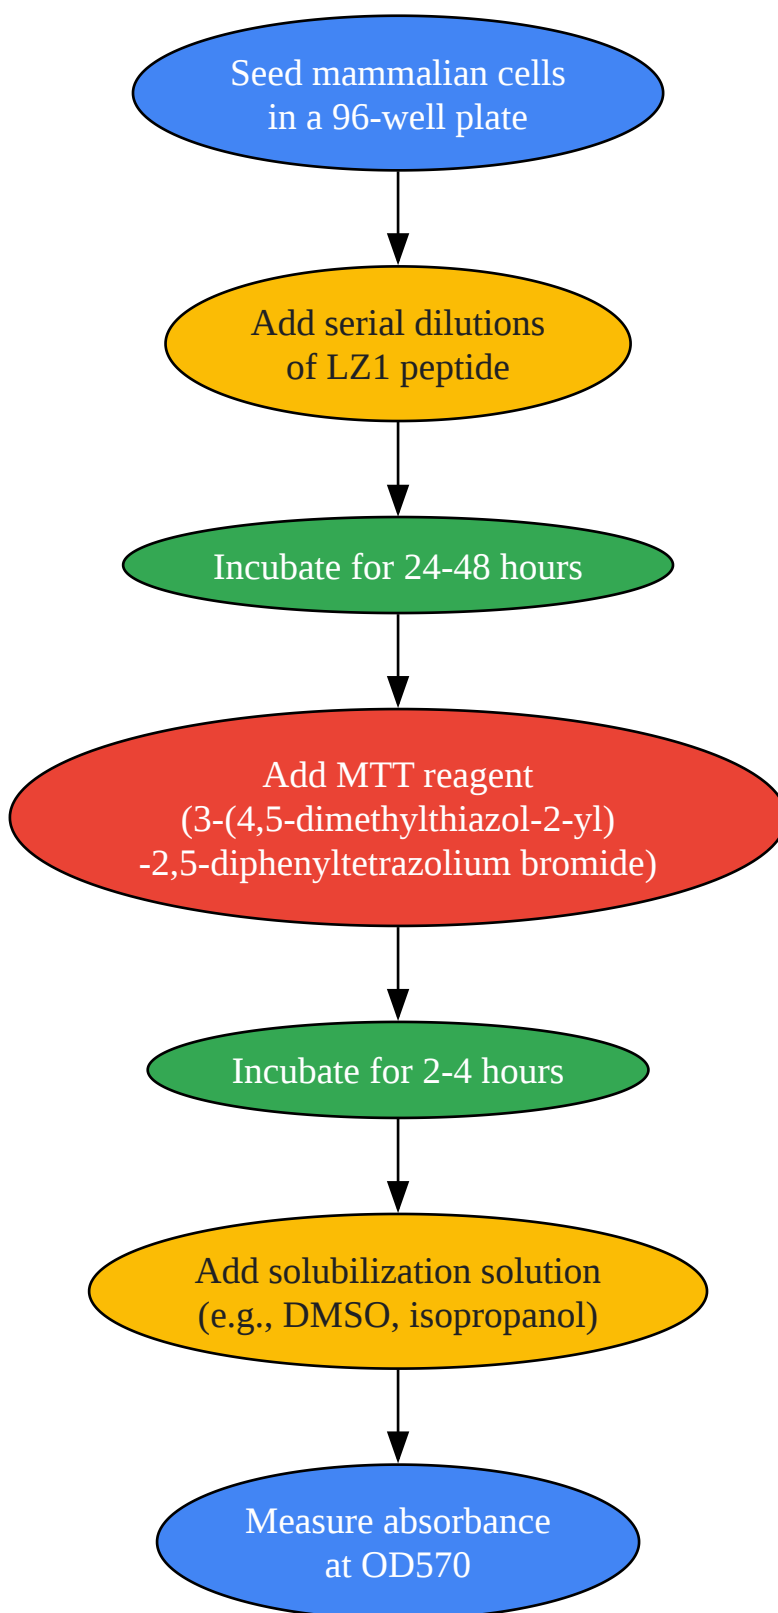 Seed mammalian cells
in a 96-well plate
Add serial dilutions
of LZ1 peptide
Incubate for 24-48 hours
Add MTT reagent
(3-(4,5-dimethylthiazol-2-yl)
-2,5-diphenyltetrazolium bromide)
Incubate for 2-4 hours
Add solubilization solution
(e.g., DMSO, isopropanol)
Measure absorbance
at OD570